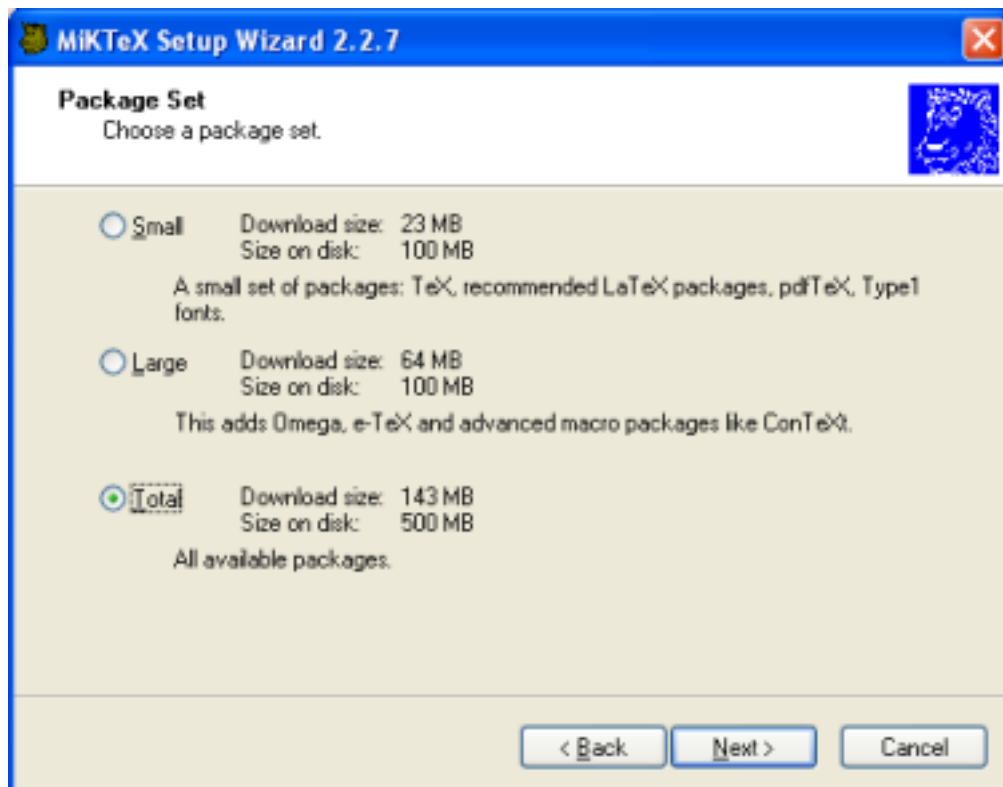 MiKTeX Setup Wizard 2.2.7
Package Set
Choose a package set.
Small Download size: 23 MB
Size on disk: 100 MB
A small set of packages: TeX, recommended LaTeX packages, pdfTeX, Type1
fonts.
Large Download size: 64 MB
Size on disk: 100 MB
This adds Omega, e-TeX and advanced macro packages like ConTeXt.
Total Download size: 143 MB
Size on disk: 500 MB
All available packages.
< Back Next > Cancel